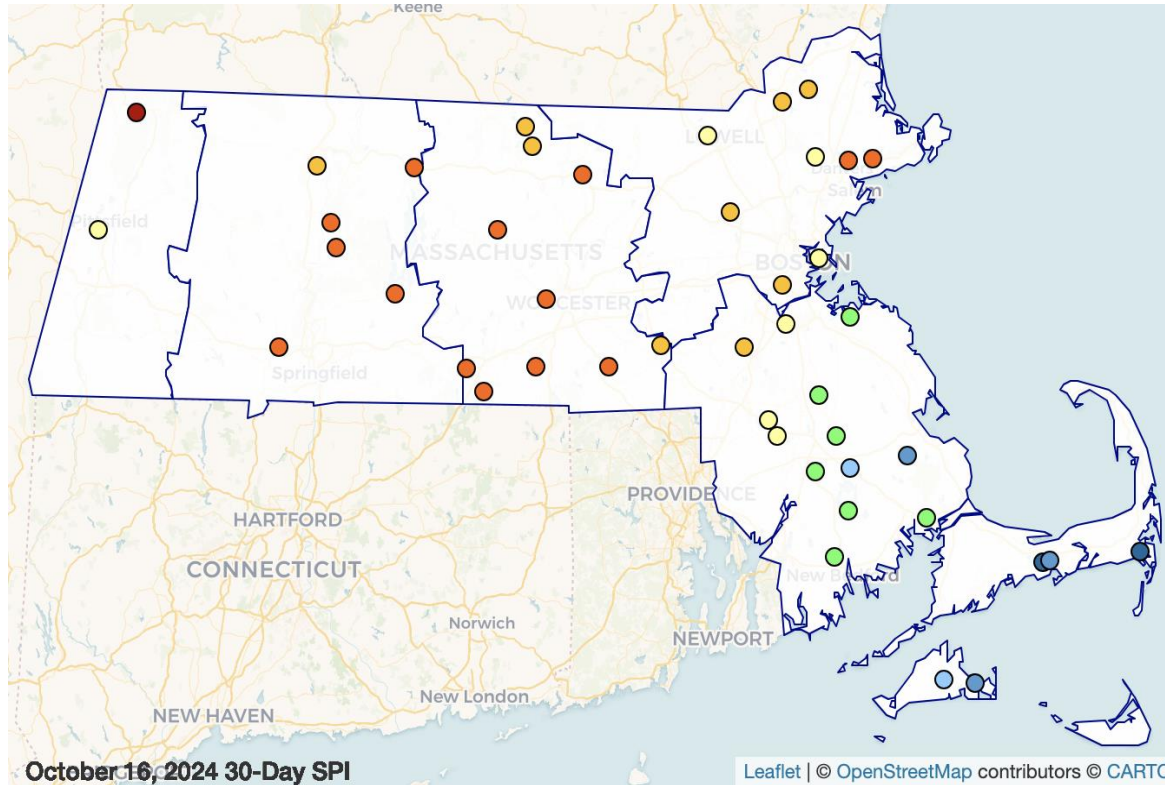 Keene
LOWELL
Salem
Pittsfield
MASSACHUSETTS
BOSTON
WORCESTER
Springfield
PROVIDENCE
HARTFORD
CONNECTICUT
New Bedford
Norwich
NEWPORT
New London
NEW HAVEN
October 16, 2024 30-Day SPI
Leaflet | © OpenStreetMap contributors © CARTO